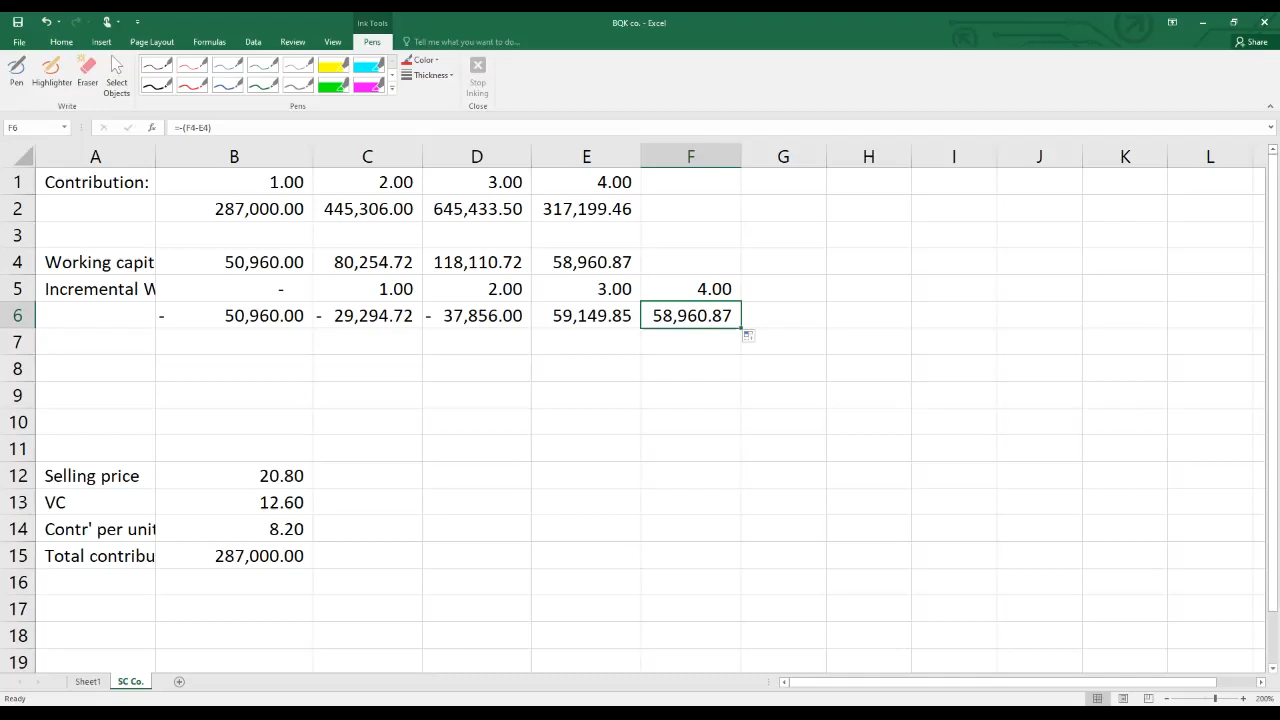 Ink Tools
BQK co. - Excel
File Home Insert Page Layout Formulas Data Review View Pens Tell me what you want to do... Share
Color
Thickness
Pen Highlighter Eraser Select Objects
Stop Inking
Write Pens Close
F6 fx =-(F4-E4)
A B C D E F G H I J K L
1 Contribution: 1.00 2.00 3.00 4.00
2 287,000.00 445,306.00 645,433.50 317,199.46
3
4 Working capit 50,960.00 80,254.72 118,110.72 58,960.87
5 Incremental W - 1.00 2.00 3.00 4.00
6 - 50,960.00 - 29,294.72 - 37,856.00 59,149.85 58,960.87
7
8
9
10
11
12 Selling price 20.80
13 VC 12.60
14 Contr' per unit 8.20
15 Total contribu 287,000.00
16
17
18
19
Sheet1 SC Co.
Ready 200%